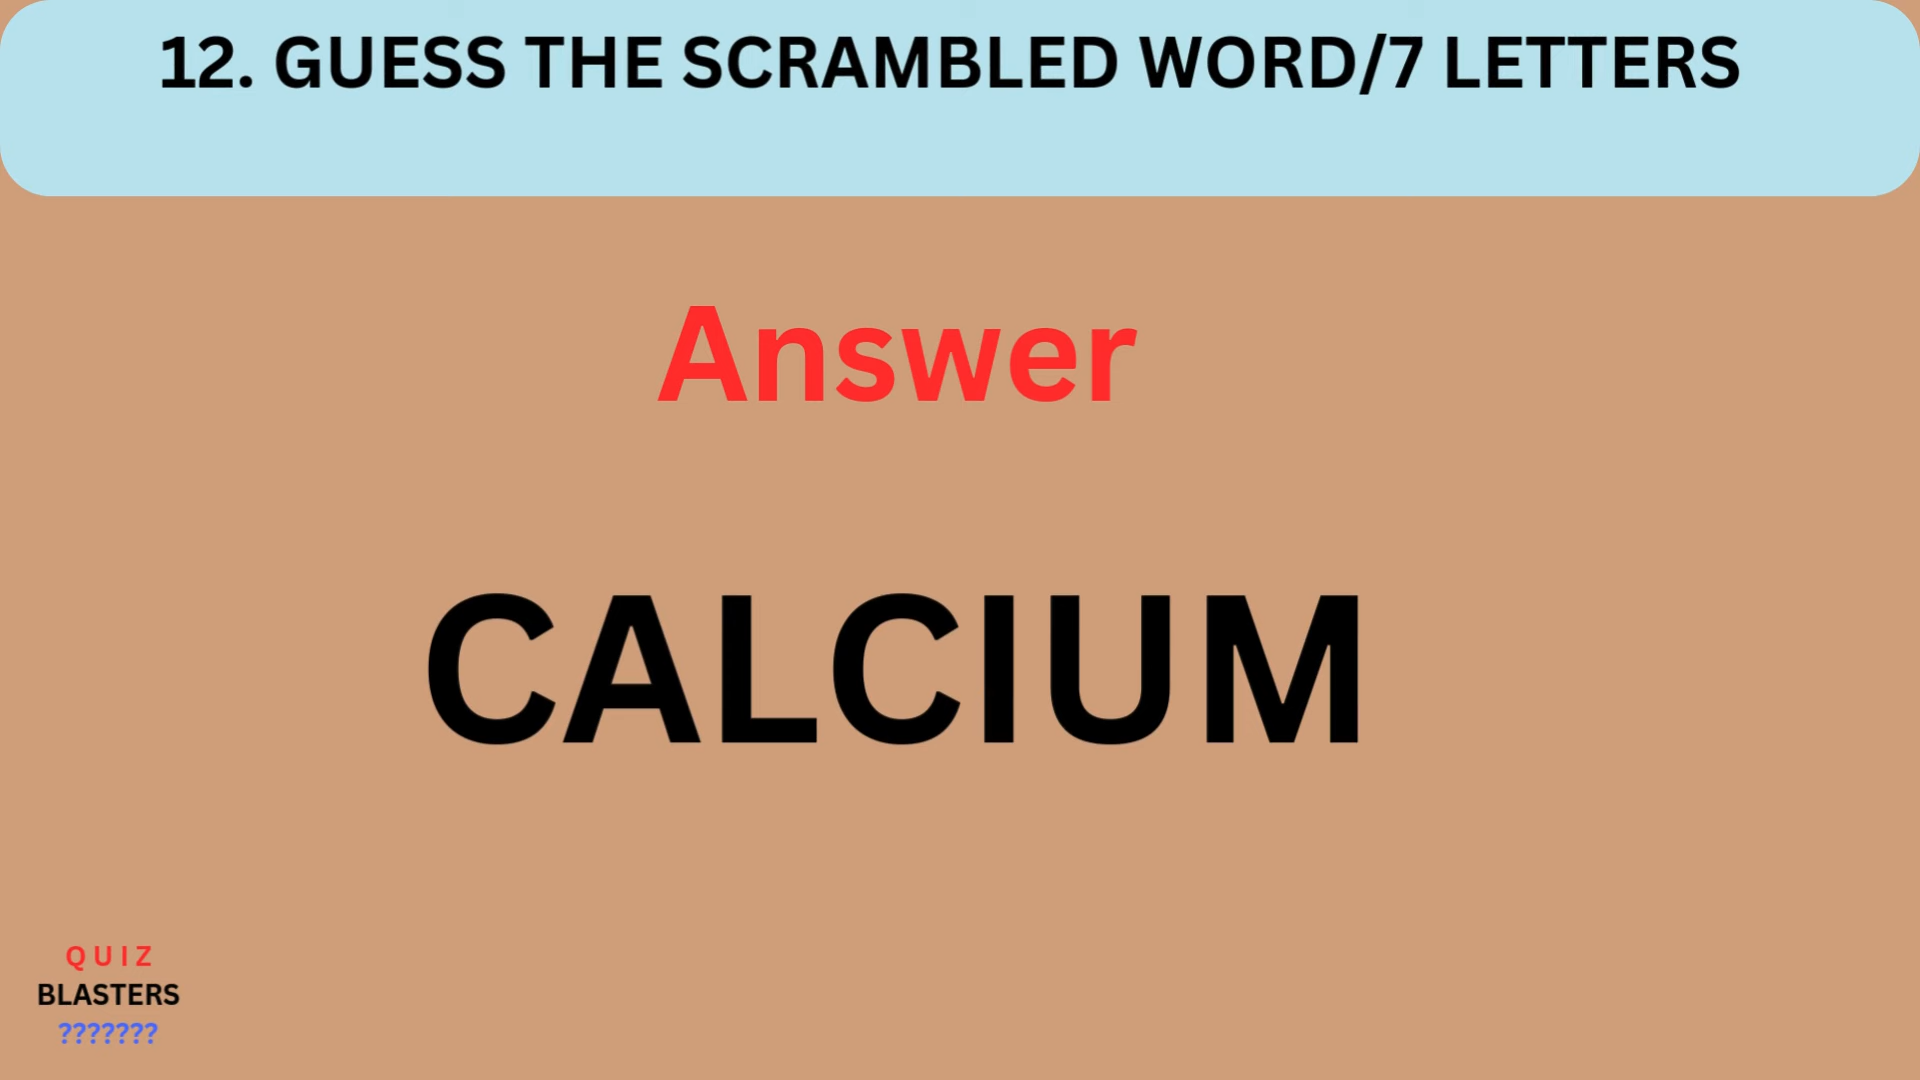 12. GUESS THE SCRAMBLED WORD/7 LETTERS
Answer
CALCIUM
QUIZ
BLASTERS
???????